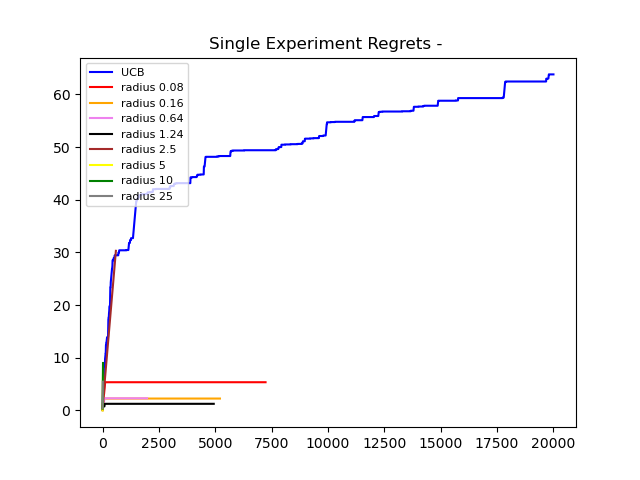 Single Experiment Regrets -
UCB
radius 0.08
radius 0.16
radius 0.64
radius 1.24
radius 2.5
radius 5
radius 10
radius 25
60
50
40
30
20
10
0
0 2500 5000 7500 10000 12500 15000 17500 20000